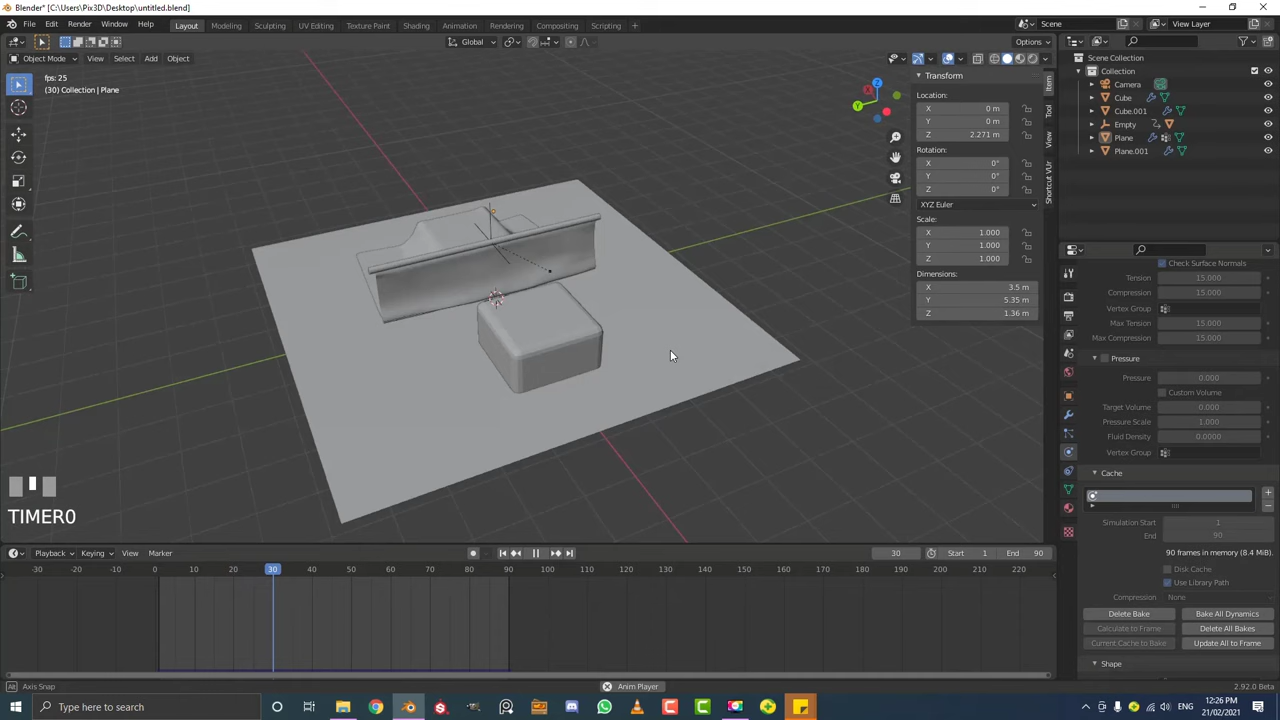 Blender* [C:\Users\Pix3D\Desktop\untitled.blend]
File Edit Render Window Help Layout Modeling Sculpting UV Editing Texture Paint Shading Animation Rendering Compositing Scripting + Scene View Layer
Global Options
Object Mode View Select Add Object
fps: 25
(30) Collection | Plane
Z
Y
Transform
Location:
X 0 m
Y 0 m
Z 2.271 m
Rotation:
X 0°
Y 0°
Z 0°
XYZ Euler
Scale:
X 1.000
Y 1.000
Z 1.000
Dimensions:
X 3.5 m
Y 5.35 m
Z 1.36 m
Item
Tool
View
Shortcut VUr
Scene Collection
Collection
Camera
Cube
Cube.001
Empty
Plane
Plane.001
Check Surface Normals
Tension 15.000
Compression 15.000
Vertex Group
Max Tension 15.000
Max Compression 15.000
Pressure
Pressure 0.000
Custom Volume
Target Volume 0.000
Pressure Scale 1.000
Fluid Density 0.0000
Vertex Group
Cache
Simulation Start 1
End 90
90 frames in memory (8.4 MiB).
Disk Cache
Use Library Path
Compression None
Delete Bake Bake All Dynamics
Calculate to Frame Delete All Bakes
Current Cache to Bake Update All to Frame
Shape
TIMER0
Playback Keying View Marker 30 Start 1 End 90
-30 -20 -10 0 10 20 30 40 50 60 70 80 90 100 110 120 130 140 150 160 170 180 190 200 210 220
Axis Snap Anim Player 2.92.0 Beta
Type here to search
ENG
12:26 PM
21/02/2021